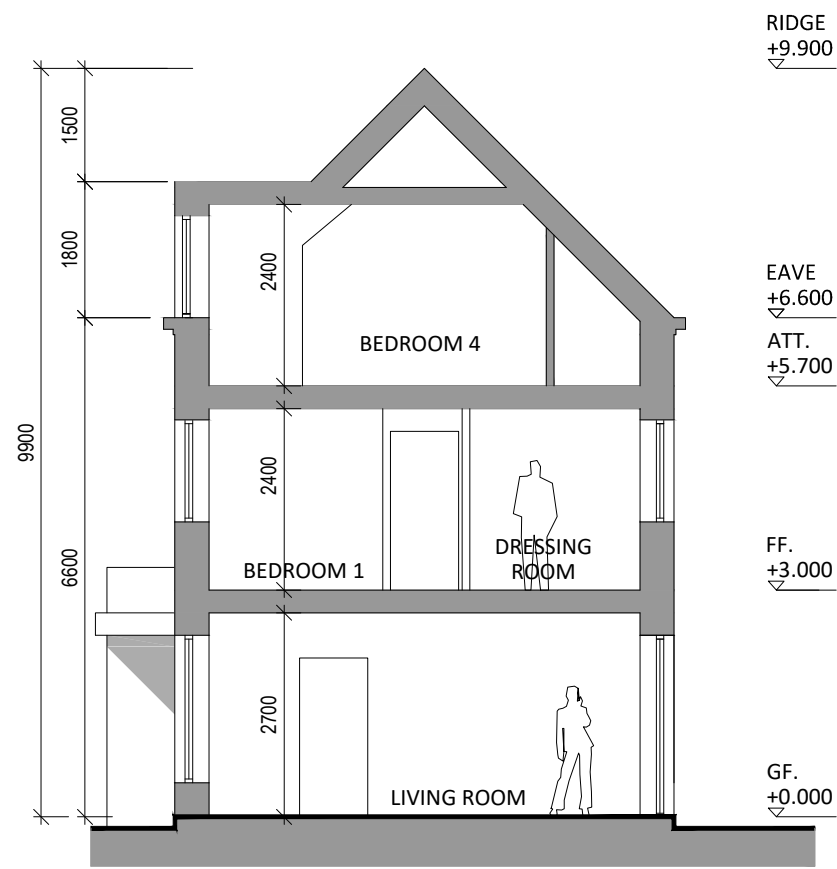 RIDGE
+9.900
1500
1800
2400
EAVE
+6.600
ATT.
+5.700
BEDROOM 4
9900
2400
6600
FF.
+3.000
BEDROOM 1
DRESSING
ROOM
2700
LIVING ROOM
GF.
+0.000